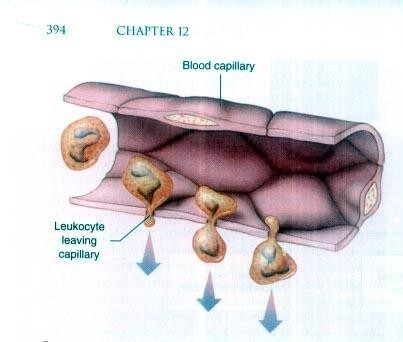 394 CHAPTER 12
Blood capillary
Leukocyte
leaving
capillary